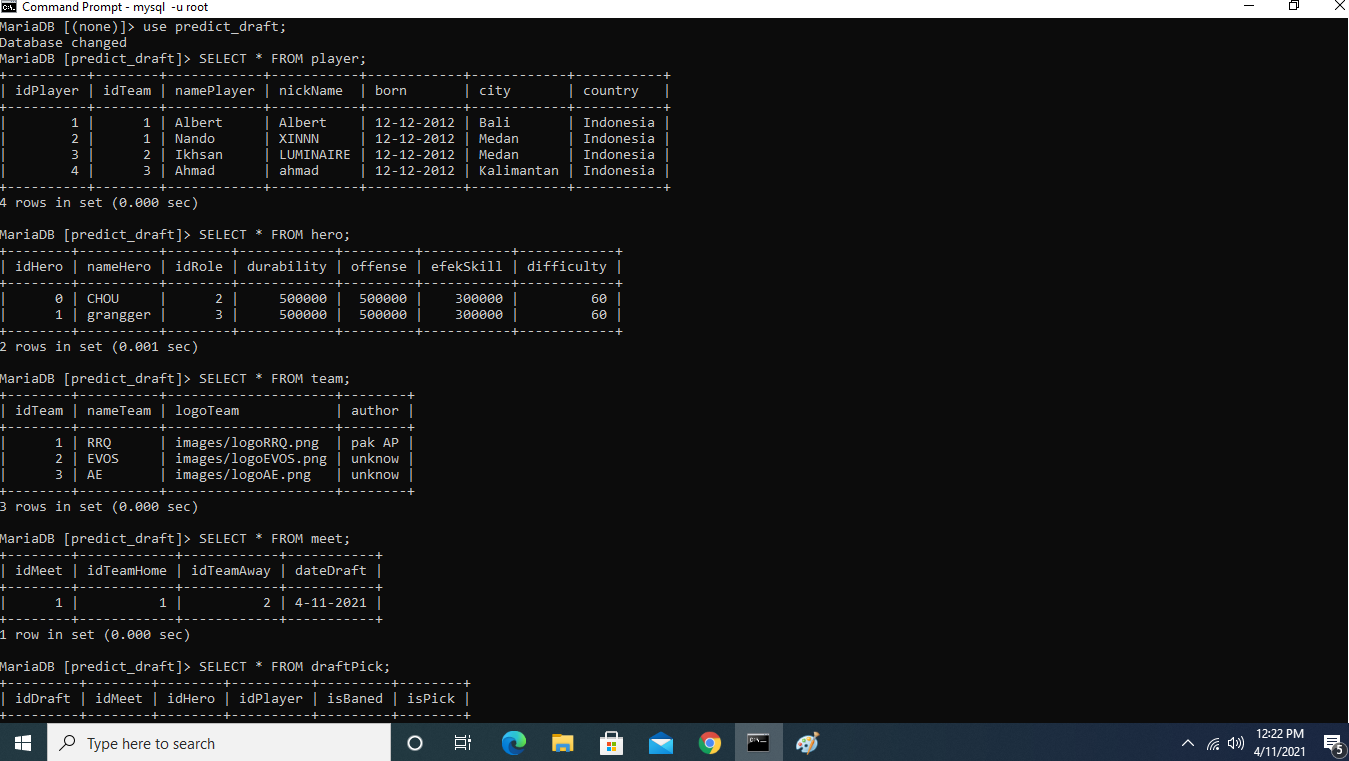 Command Prompt - mysql -u root
MariaDB [(none)]> use predict_draft;
Database changed
MariaDB [predict_draft]> SELECT * FROM player;
+----------+--------+------------+-----------+------------+------------+-----------+
| idPlayer | idTeam | namePlayer | nickName  | born       | city       | country   |
+----------+--------+------------+-----------+------------+------------+-----------+
|        1 |      1 | Albert     | Albert    | 12-12-2012 | Bali       | Indonesia |
|        2 |      1 | Nando      | XINNN     | 12-12-2012 | Medan      | Indonesia |
|        3 |      2 | Ikhsan     | LUMINAIRE | 12-12-2012 | Medan      | Indonesia |
|        4 |      3 | Ahmad      | ahmad     | 12-12-2012 | Kalimantan | Indonesia |
+----------+--------+------------+-----------+------------+------------+-----------+
4 rows in set (0.000 sec)
MariaDB [predict_draft]> SELECT * FROM hero;
+--------+----------+--------+------------+---------+-----------+------------+
| idHero | nameHero | idRole | durability | offense | efekSkill | difficulty |
+--------+----------+--------+------------+---------+-----------+------------+
|      0 | CHOU     |      2 |     500000 |  500000 |    300000 |         60 |
|      1 | grangger |      3 |     500000 |  500000 |    300000 |         60 |
+--------+----------+--------+------------+---------+-----------+------------+
2 rows in set (0.001 sec)
MariaDB [predict_draft]> SELECT * FROM team;
+--------+----------+---------------------+--------+
| idTeam | nameTeam | logoTeam            | author |
+--------+----------+---------------------+--------+
|      1 | RRQ      | images/logoRRQ.png  | pak AP |
|      2 | EVOS     | images/logoEVOS.png | unknow |
|      3 | AE       | images/logoAE.png   | unknow |
+--------+----------+---------------------+--------+
3 rows in set (0.000 sec)
MariaDB [predict_draft]> SELECT * FROM meet;
+--------+------------+------------+-----------+
| idMeet | idTeamHome | idTeamAway | dateDraft |
+--------+------------+------------+-----------+
|      1 |          1 |          2 | 4-11-2021 |
+--------+------------+------------+-----------+
1 row in set (0.000 sec)
MariaDB [predict_draft]> SELECT * FROM draftPick;
+---------+--------+--------+----------+---------+--------+
| idDraft | idMeet | idHero | idPlayer | isBaned | isPick |
+---------+--------+--------+----------+---------+--------+
Type here to search
12:22 PM
4/11/2021
5